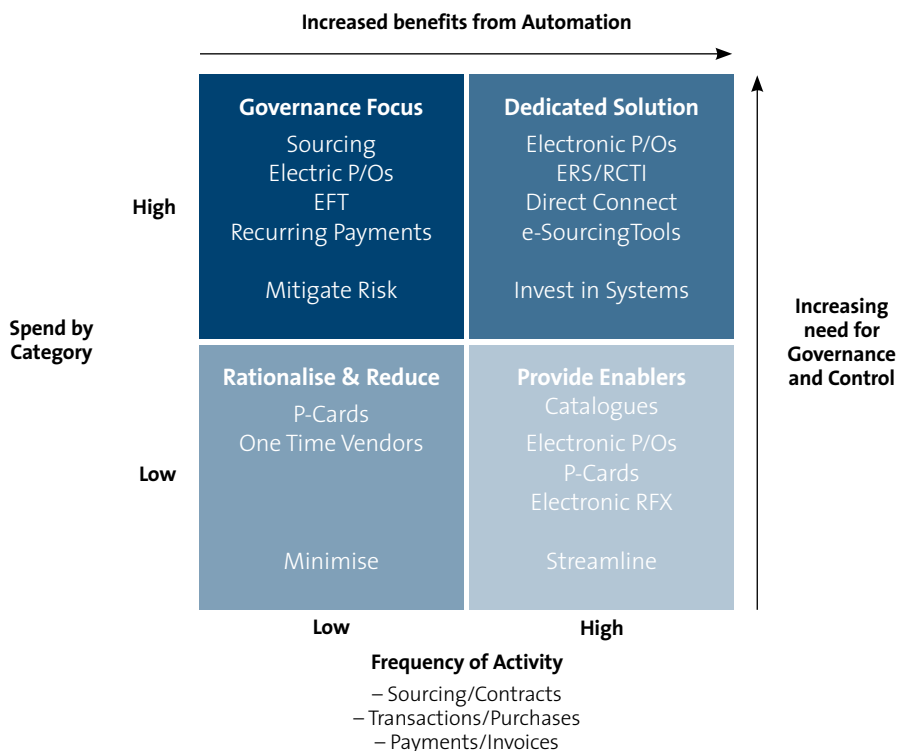 Increased benefits from Automation
Governance Focus
Sourcing
Electric P/Os
EFT
Recurring Payments
Mitigate Risk
Dedicated Solution
Electronic P/Os
ERS/RCTI
Direct Connect
e-SourcingTools
Invest in Systems
High
Spend by
Category
Increasing
need for
Governance
and Control
Rationalise & Reduce
P-Cards
One Time Vendors
Minimise
Provide Enablers
Catalogues
Electronic P/Os
P-Cards
Electronic RFX
Streamline
Low
Low
High
Frequency of Activity
– Sourcing/Contracts
– Transactions/Purchases
– Payments/Invoices